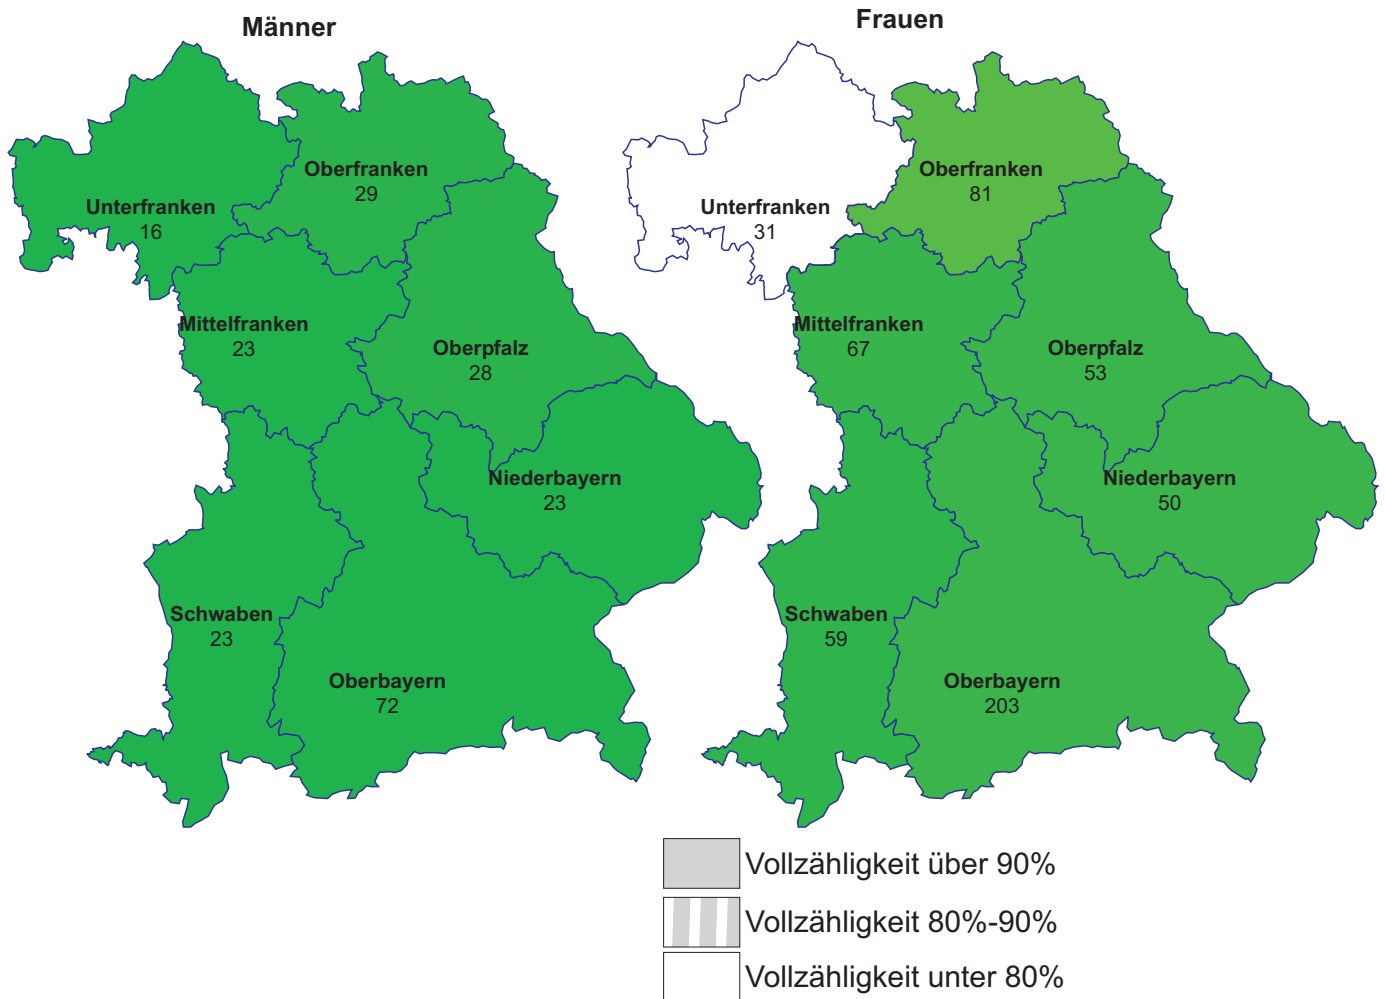 Männer
Oberfranken
29
Unterfranken
16
Mittelfranken
23
Oberpfalz
28
Niederbayern
23
Schwaben
23
Oberbayern
72
Frauen
Oberfranken
81
Unterfranken
31
Mittelfranken
67
Oberpfalz
53
Niederbayern
50
Schwaben
59
Oberbayern
203
Vollzähligkeit über 90%
Vollzähligkeit 80%-90%
Vollzähligkeit unter 80%